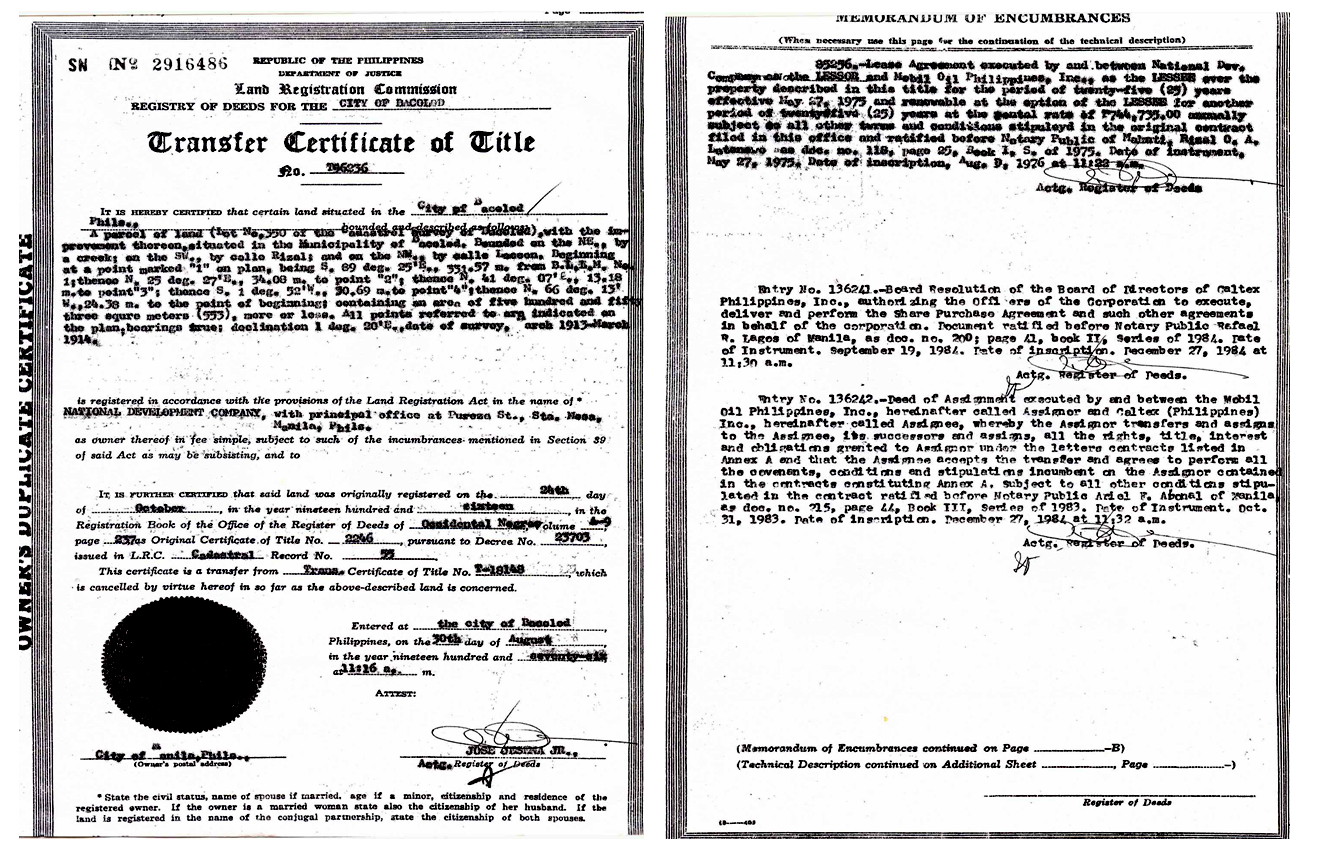 Page
SN No 2916486
REPUBLIC OF THE PHILIPPINES
DEPARTMENT OF JUSTICE
Land Registration Commission
REGISTRY OF DEEDS FOR THE CITY OF BACOLOD
Transfer Certificate of Title
No. T96236
IT IS HEREBY CERTIFIED that certain land situated in the City of Bacolod
Phils., bounded and described as follows:
A parcel of land (Lot No.350 of the Cadastral survey of Bacolod), with the im-
provement thereon, situated in the Municipality of Bacolod. Bounded on the NE., by
a creek; on the SW., by calle Rizal; and on the NW., by calle Lacson. Beginning
at a point marked "1" on plan, being S. 89 deg. 25'E., 331.57 m. from B.L.L.M. No.
1;thence N. 25 deg. 27'E., 34.08 m. to point "2"; thence N. 41 deg. 07'E., 13.18
m.to point"3"; thence S. 1 deg. 52'W., 30.69 m.to point"4";thence N. 66 deg. 13'
W.,24.38 m. to the point of beginning; containing an area of five hundred and fifty
three squre meters (553), more or less. All points referred to are indicated on
the plan,bearings true; declination 1 deg. 20'E.,date of survey, arch 1913-March
1914.
is registered in accordance with the provisions of the Land Registration Act, in the name of *
NATIONAL DEVELOPMENT COMPANY, with principal office at Pureza St., Sta. Mesa,
Manila, Phils.
as owner thereof in fee simple, subject to such of the incumbrances mentioned in Section 39
of said Act as may be subsisting, and to
IT IS FURTHER CERTIFIED that said land was originally registered on the 24th day
of October, in the year nineteen hundred and sixteen, in the
Registration Book of the Office of the Register of Deeds of Occidental Negros Volume A-9
page 237 as Original Certificate of Title No. 2246, pursuant to Decree No. 23703
issued in L.R.C. Cadastral Record No. 55
This certificate is a transfer from Trans. Certificate of Title No. T-18148, which
is cancelled by virtue hereof in so far as the above-described land is concerned.
Entered at the city of Bacolod
Philippines, on the 30th day of August
in the year nineteen hundred and seventy-six
at 11:16 a. m.
ATTEST:
JOSE JESENA JR.,
City of Manila,Phils.,
(Owner's postal address)
Actg. Register of Deeds
* State the civil status, name of spouse if married. age if a minor, citizenship and residence of the
registered owner. If the owner is a married woman state also the citizenship of her husband. If the
land is registered in the name of the conjugal partnership, state the citizenship of both spouses.
OWNER'S DUPLICATE CERTIFICATE
MEMORANDUM OF ENCUMBRANCES
(When necessary use this page for the continuation of the technical description)
85256.-Lease Agreement executed by and between National Dev.
Company as the LESSOR and Mobil Oil Philippines, Inc., as the LESSEE over the
property described in this title for the period of twenty-five (25) years
effective May 27, 1975 and renewable at the option of the LESSEE for another
period of twenty-five (25) years at the rental rate of P744,735.00 annually
subject to all other terms and conditions stipuleyd in the original contract
filed in this office and ratified before Notary Public of Makati, Rizal O. A.
as doc. no. 118, page 25, Book I, S. of 1975. Date of instrument,
May 27, 1975. Date of inscription, Aug. 9, 1976 at 11:22 a.m.
Actg. Register of Deeds
Entry No. 136241.-Board Resolution of the Board of Directors of Caltex
Philippines, Inc., authorizing the Offi ers of the Corporation to execute,
deliver and perform the Share Purchase Agreement and such other agreements
in behalf of the corporation. Document ratified before Notary Public Rafael
R. Lagos of Manila, as doc. no. 200; page 41, book II, Series of 1984. Date
of Instrument. September 19, 1984. Date of inscription. December 27, 1984 at
11:30 a.m.
Actg. Register of Deeds.
Entry No. 136242.-Deed of Assignment executed by and between the Mobil
Oil Philippines, Inc., hereinafter called Assignor and Caltex (Philippines)
Inc., hereinafter called Assignee, whereby the Assignor transfers and assigns
to the Assignee, its successors and assigns, all the rights, title, interest
and obligations granted to Assignor under the letters contracts listed in
Annex A and that the Assignee accepts the transfer and agrees to perform all
the covenants, conditions and stipulations incumbent on the Assignor contained
in the contracts constituting Annex A. Subject to all other conditions stipu-
lated in the contract ratified before Notary Public Ariel F. Abonal of Manila,
as doc. no. 215, page 44, Book III, Series of 1983. Date of Instrument. Oct.
31, 1983. Date of inscription. December 27, 1984 at 11:32 a.m.
Actg. Register of Deeds.
(Memorandum of Encumbrances continued on Page -B)
(Technical Description continued on Additional Sheet , Page -)
Register of Deeds